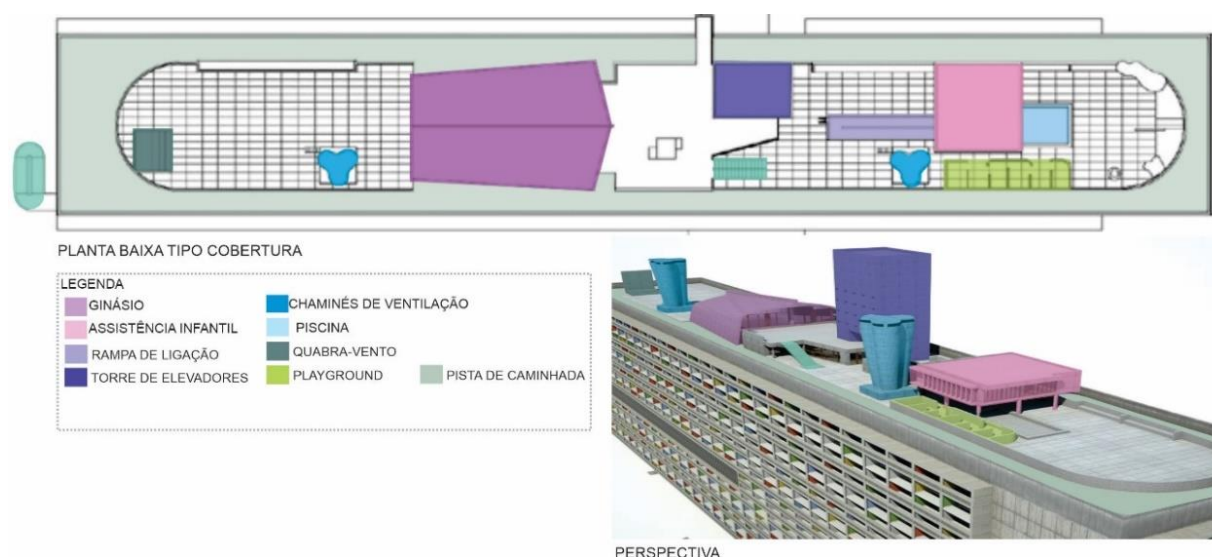 PLANTA BAIXA TIPO COBERTURA
LEGENDA
GINÁSIO
ASSISTÊNCIA INFANTIL
RAMPA DE LIGAÇÃO
TORRE DE ELEVADORES
CHAMINÉS DE VENTILAÇÃO
PISCINA
QUABRA-VENTO
PLAYGROUND
PISTA DE CAMINHADA
PERSPECTIVA